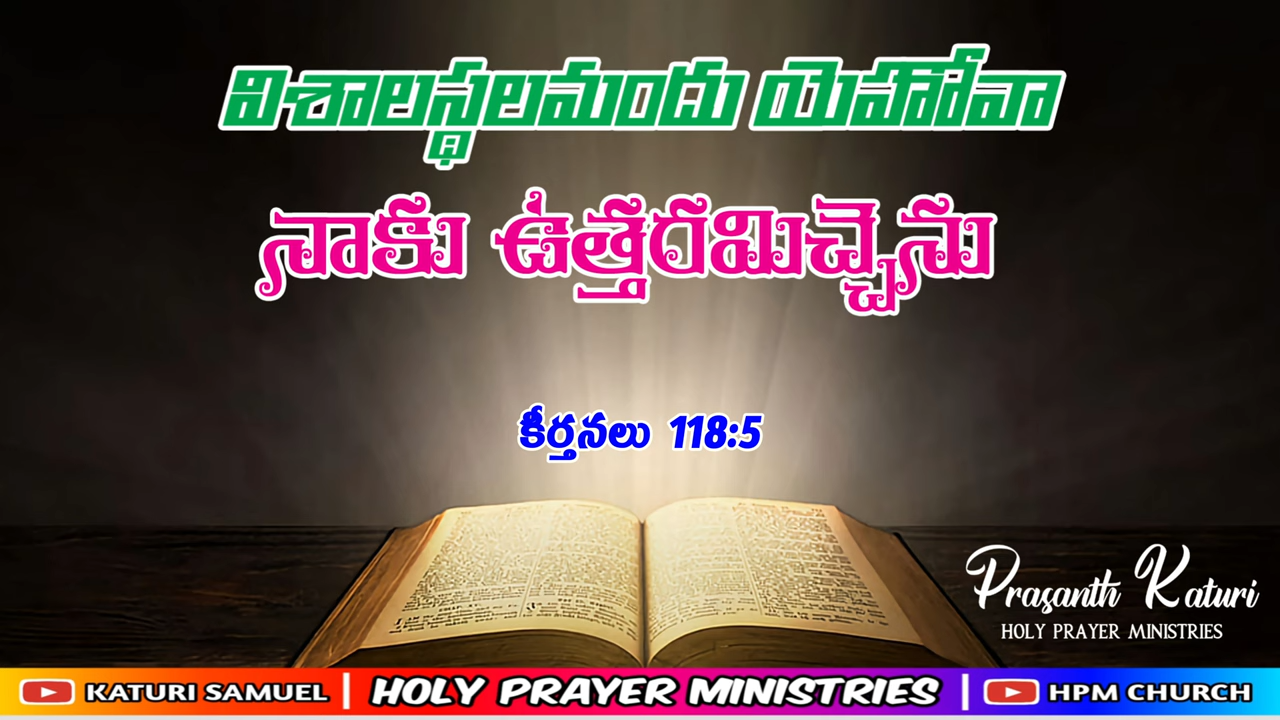 విశాలస్థలమందు యెహోవా
నాకు ఉత్తరమిచ్చెను
కీర్తనలు 118:5
Prasanth Katuri
HOLY PRAYER MINISTRIES
KATURI SAMUEL | HOLY PRAYER MINISTRIES | HPM CHURCH